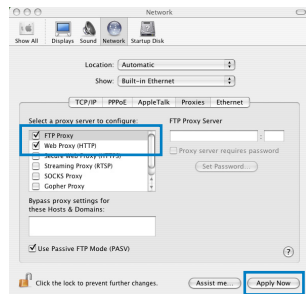 Network
Show All Displays Sound Network Startup Disk
Location: Automatic
Show: Built-in Ethernet
TCP/IP PPPoE AppleTalk Proxies Ethernet
Select a proxy server to configure:
FTP Proxy Server
FTP Proxy
Web Proxy (HTTP)
Secure Web Proxy (HTTPS)
Streaming Proxy (RTSP)
SOCKS Proxy
Gopher Proxy
:
Proxy server requires password
Set Password...
Bypass proxy settings for
these Hosts & Domains:
Use Passive FTP Mode (PASV)
?
Click the lock to prevent further changes.
Assist me...
Apply Now